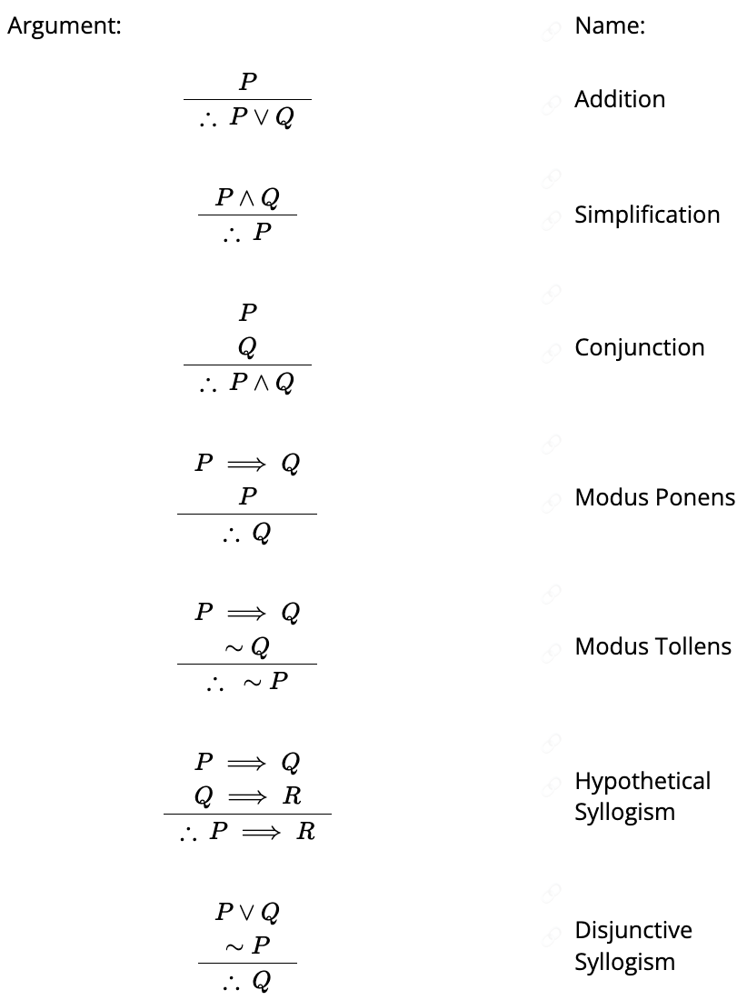 Argument: Name:
P
∴ P ∨ Q
Addition
P ∧ Q
∴ P
Simplification
P
Q
∴ P ∧ Q
Conjunction
P ⟹ Q
P
∴ Q
Modus Ponens
P ⟹ Q
∼ Q
∴ ∼ P
Modus Tollens
P ⟹ Q
Q ⟹ R
∴ P ⟹ R
Hypothetical
Syllogism
P ∨ Q
∼ P
∴ Q
Disjunctive
Syllogism